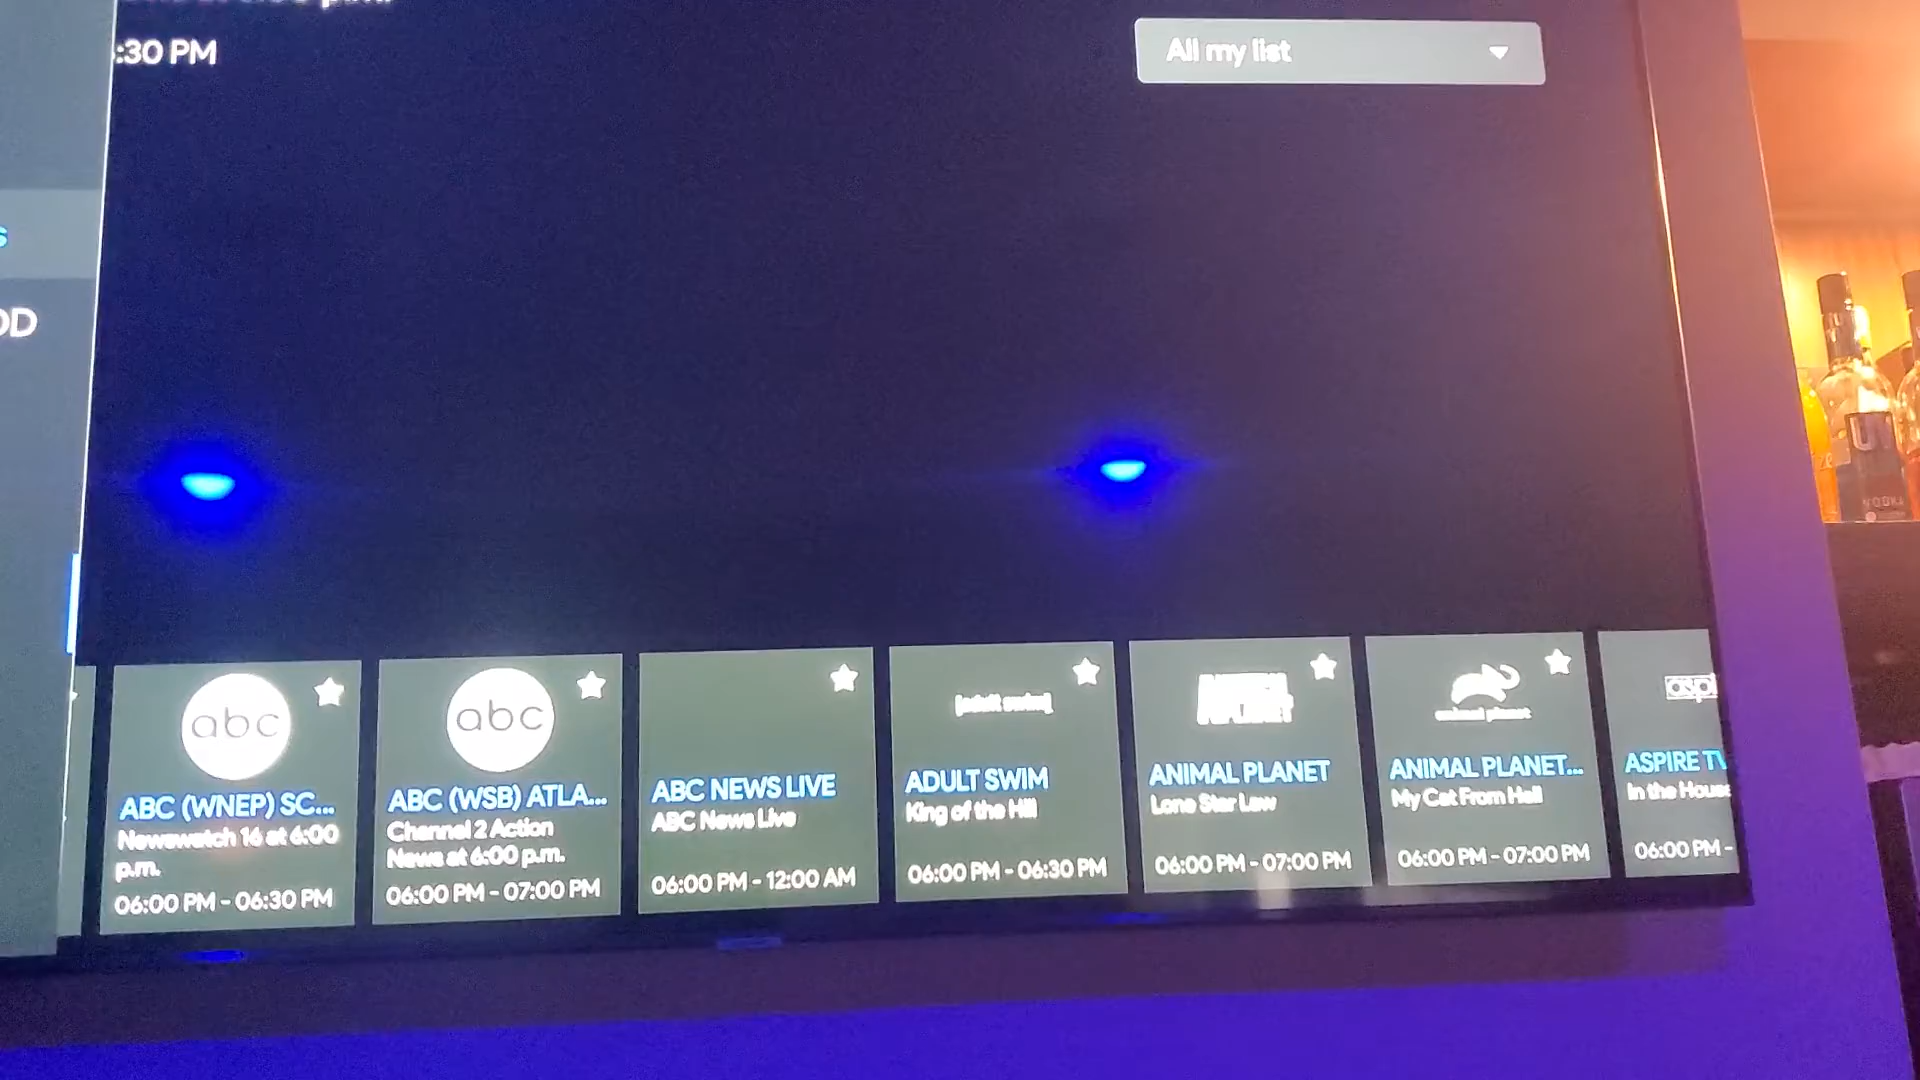 :30 PM
All my list
S
OD
abc
ABC (WNEP) SC...
Newswatch 16 at 6:00
p.m.
06:00 PM - 06:30 PM
abc
ABC (WSB) ATLA...
Channel 2 Action
News at 6:00 p.m.
06:00 PM - 07:00 PM
ABC NEWS LIVE
ABC News Live
06:00 PM - 12:00 AM
[adult swim]
ADULT SWIM
King of the Hill
06:00 PM - 06:30 PM
ANIMAL
PLANET
ANIMAL PLANET
Lone Star Law
06:00 PM - 07:00 PM
animal planet
ANIMAL PLANET...
My Cat From Hell
06:00 PM - 07:00 PM
aspi
ASPIRE TV
In the House
06:00 PM -
UV
VODKA